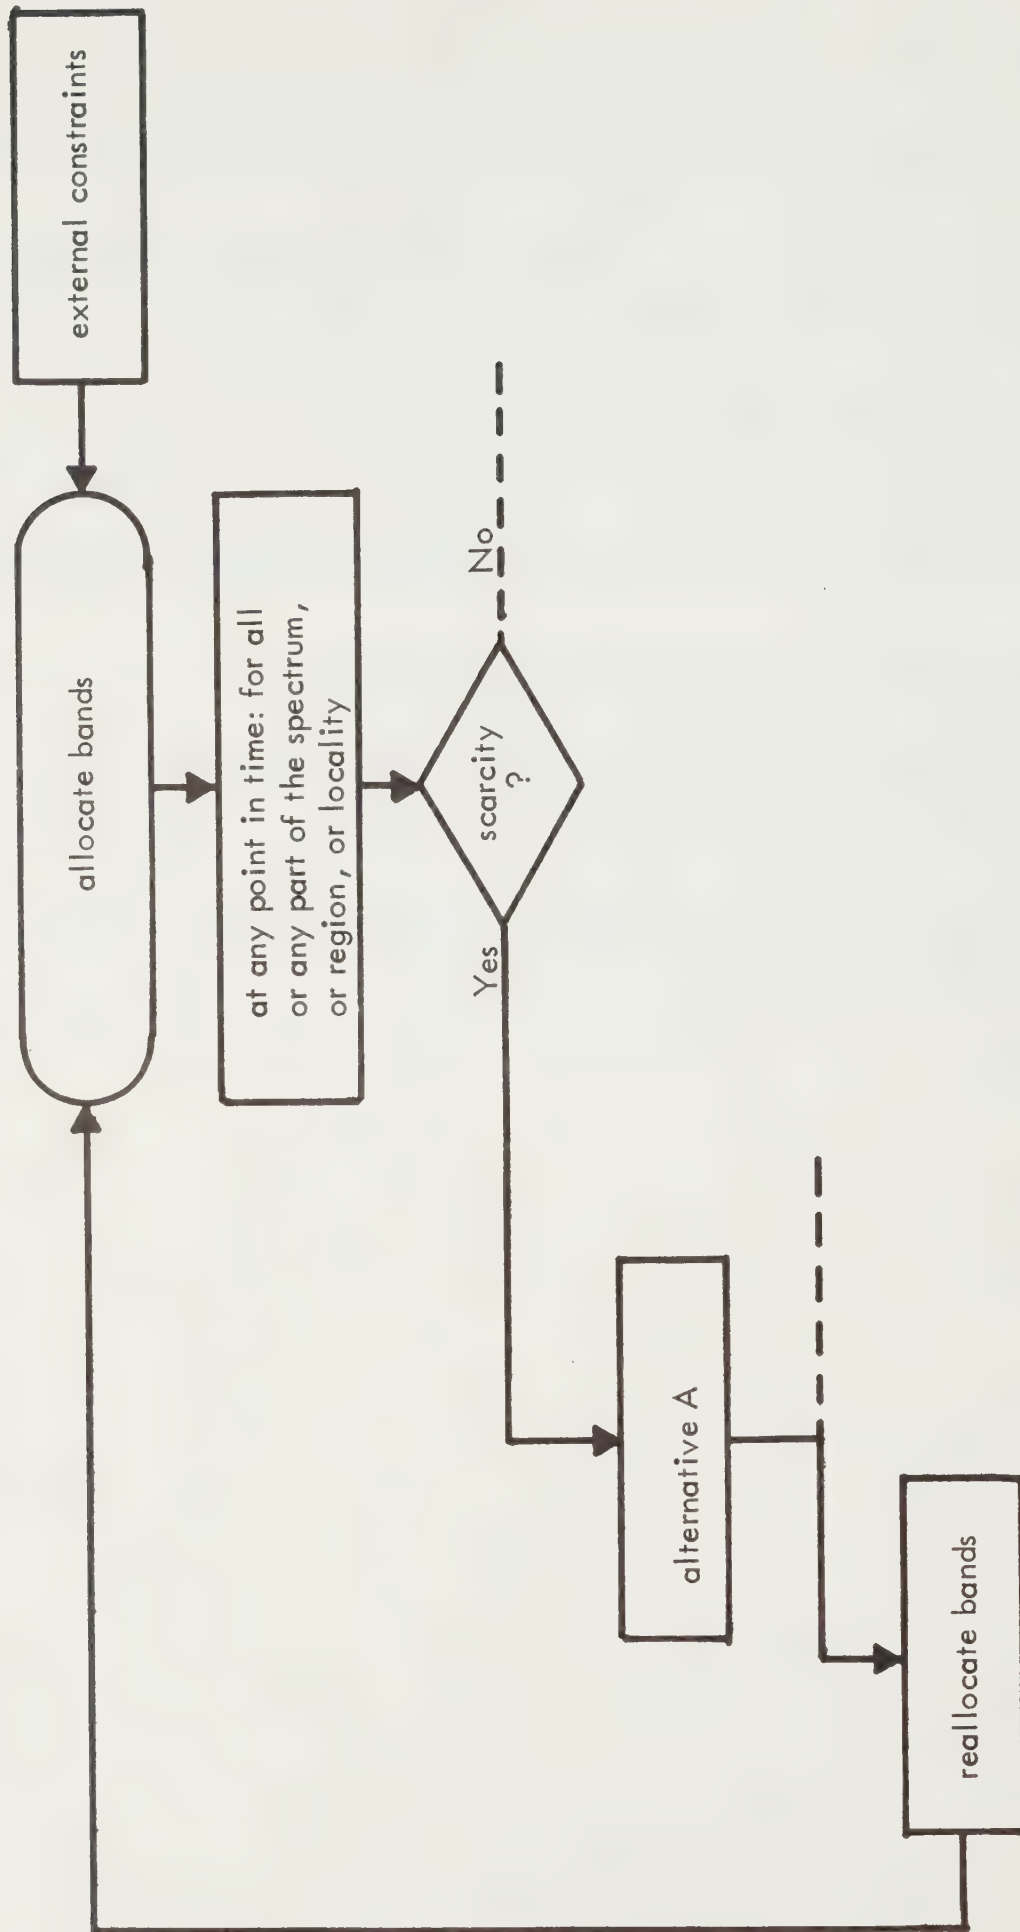 external constraints
allocate bands
at any point in time: for all
or any part of the spectrum,
or region, or locality
scarcity
?
Yes
No
alternative A
reallocate bands